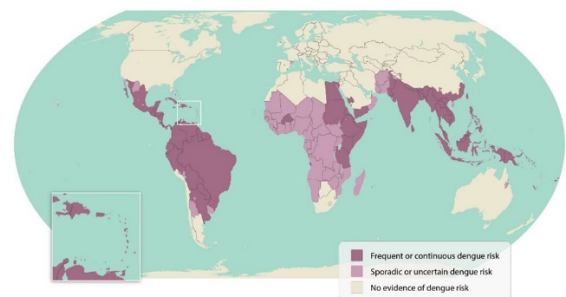 Frequent or continuous dengue risk
Sporadic or uncertain dengue risk
No evidence of dengue risk